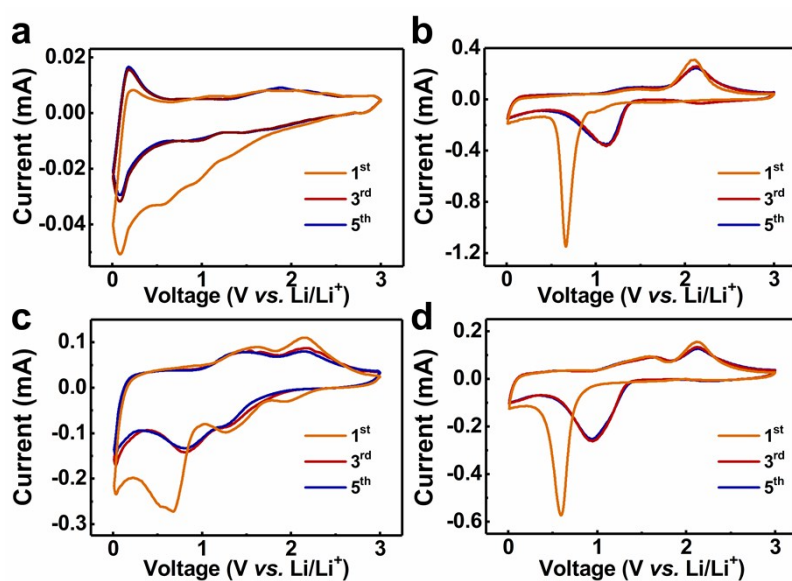 a
0.02
0.00
-0.02
-0.04
Current (mA)
1st
3rd
5th
0
1
2
3
Voltage (V vs. Li/Li+)
b
0.4
0.0
-0.4
-0.8
-1.2
Current (mA)
1st
3rd
5th
0
1
2
3
Voltage (V vs. Li/Li+)
c
0.1
0.0
-0.1
-0.2
-0.3
Current (mA)
1st
3rd
5th
0
1
2
3
Voltage (V vs. Li/Li+)
d
0.2
0.0
-0.2
-0.4
-0.6
Current (mA)
1st
3rd
5th
0
1
2
3
Voltage (V vs. Li/Li+)